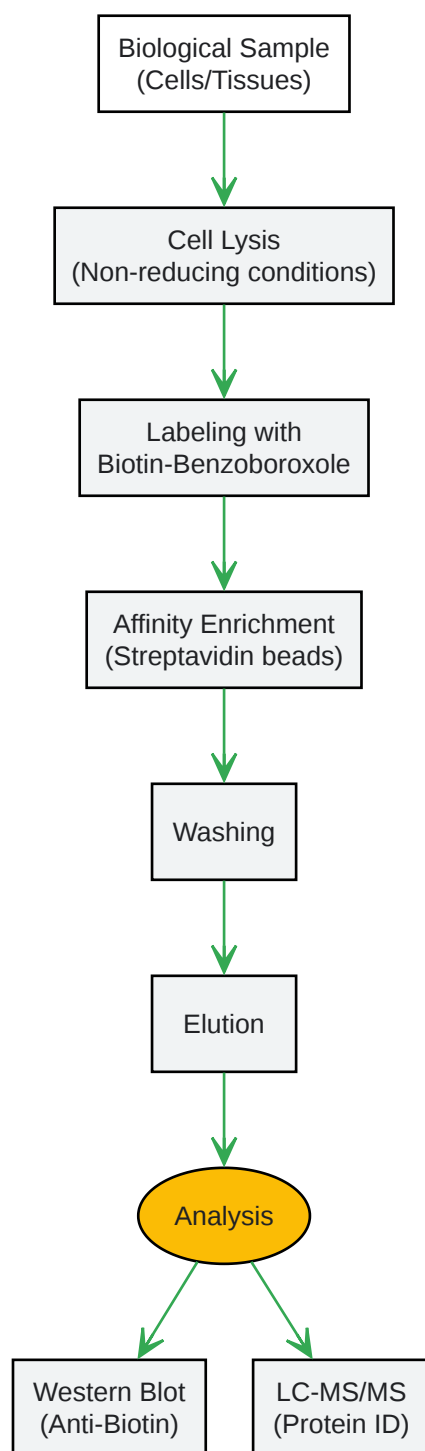 Biological Sample
(Cells/Tissues)
Cell Lysis
(Non-reducing conditions)
Labeling with
Biotin-Benzoboroxole
Affinity Enrichment
(Streptavidin beads)
Washing
Elution
Analysis
Western Blot
(Anti-Biotin)
LC-MS/MS
(Protein ID)